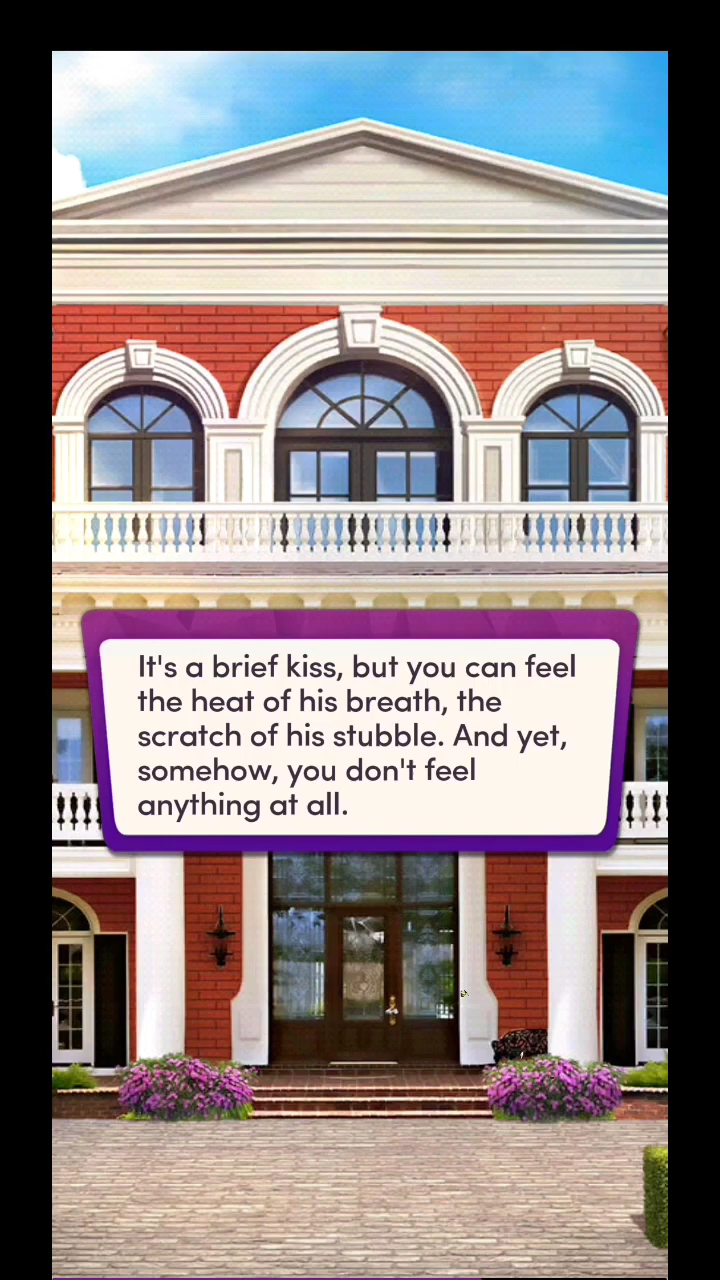 It's a brief kiss, but you can feel
the heat of his breath, the
scratch of his stubble. And yet,
somehow, you don't feel
anything at all.